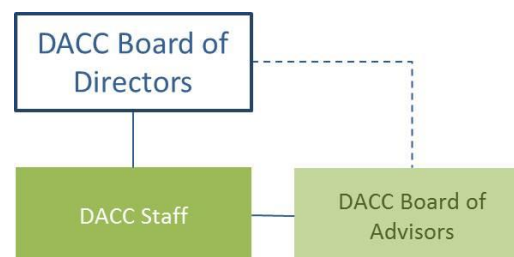 DACC Board of
Directors
DACC Staff
DACC Board of
Advisors